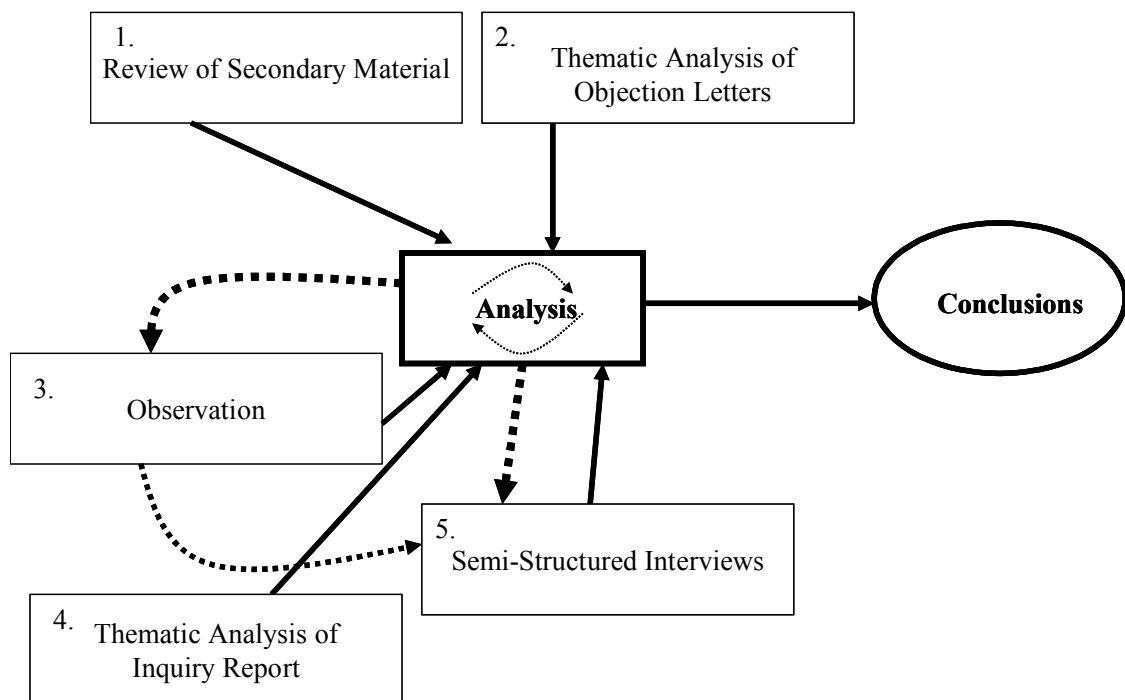 1.
Review of Secondary Material
2.
Thematic Analysis of
Objection Letters
Analysis
Conclusions
3.
Observation
5.
Semi-Structured Interviews
4.
Thematic Analysis of
Inquiry Report